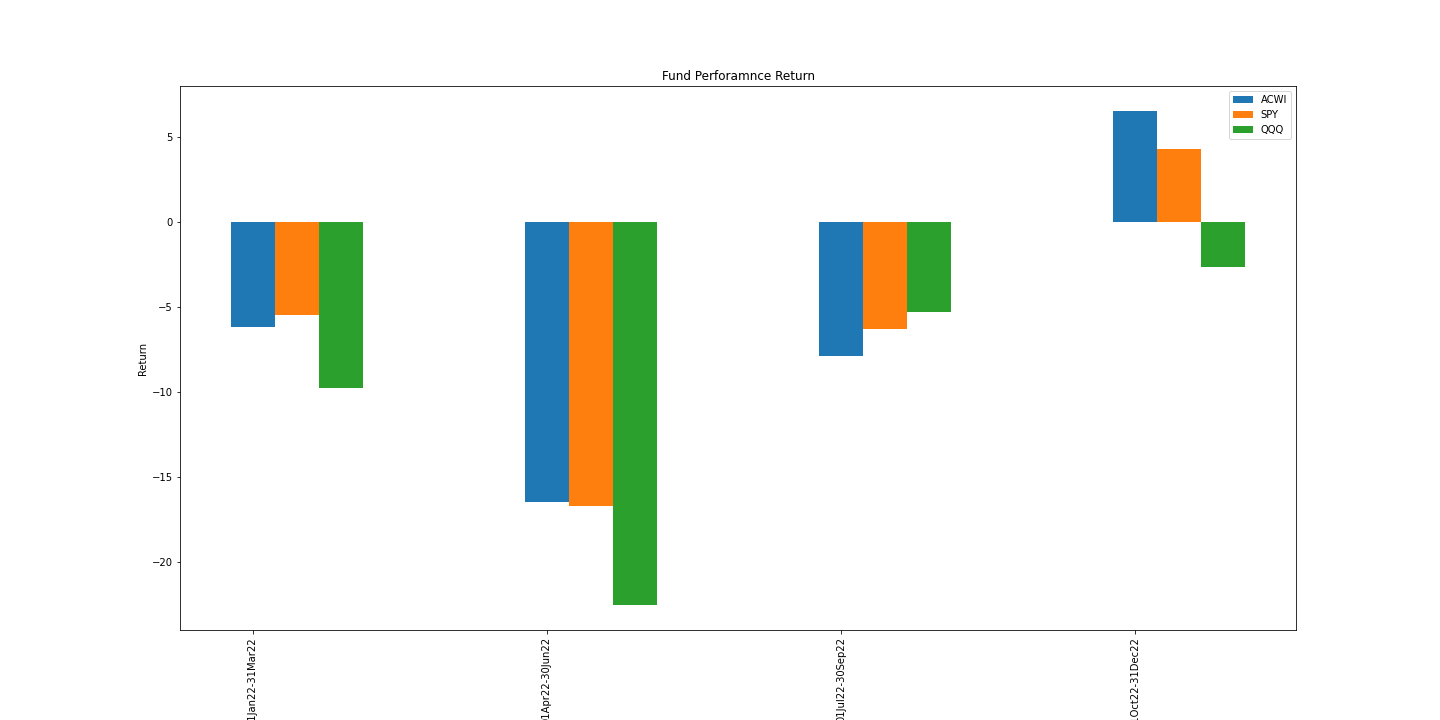 Fund Perforamnce Return
ACWI
SPY
QQQ
5
0
−5
−10
−15
−20
Return
1Jan22-31Mar22
01Apr22-30Jun22
01Jul22-30Sep22
.Oct22-31Dec22